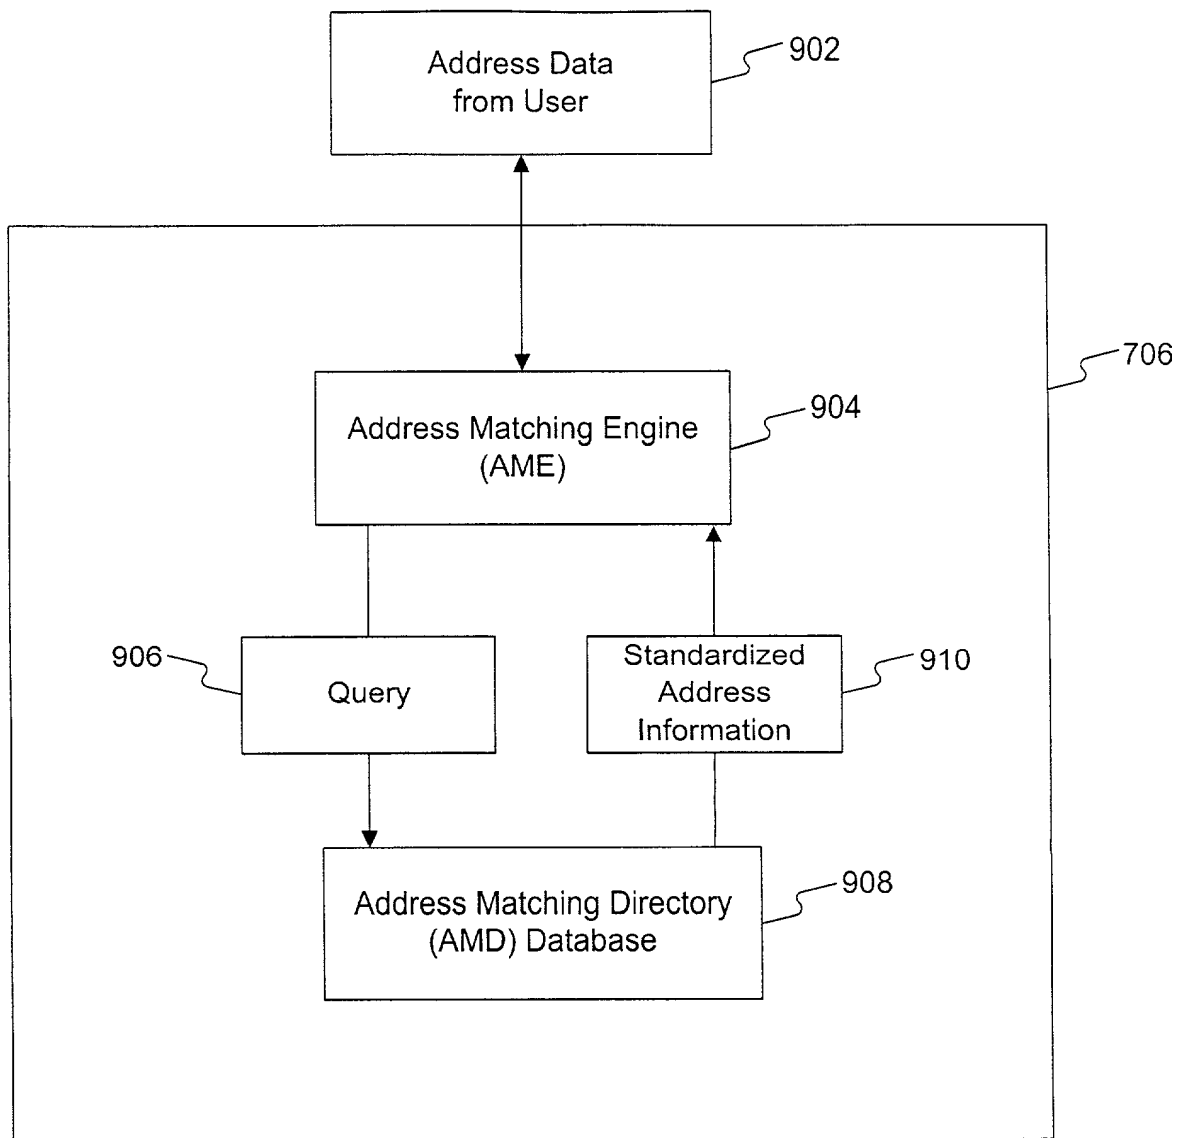 Address Data
from User
902
706
Address Matching Engine
(AME)
904
906
Query
Standardized
Address
Information
910
Address Matching Directory
(AMD) Database
908